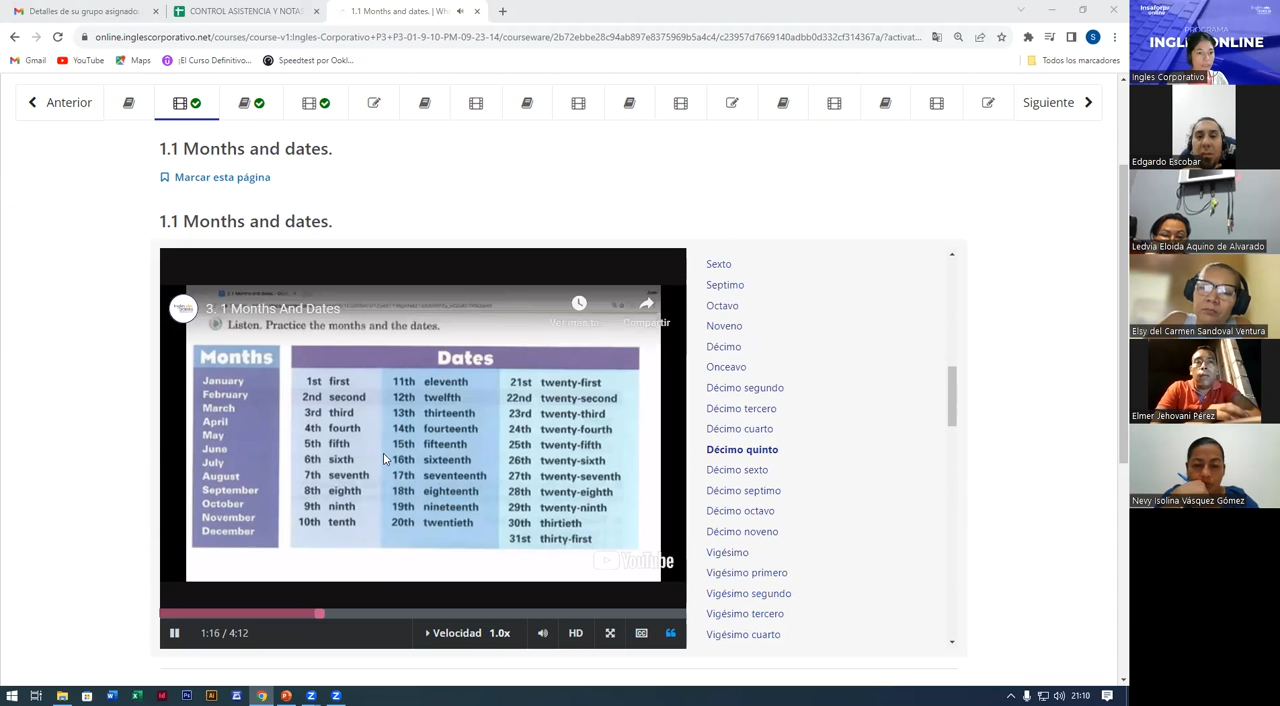 Detalles de su grupo asignado
CONTROL ASISTENCIA Y NOTAS
1.1 Months and dates. | Wh
online.inglescorporativo.net/courses/course-v1:Ingles-Corporativo+P3+P3-01-9-10-PM-09-23-14/courseware/2b72ebbe28c94ab897e8375969b5a4c4/c23957d7669140adbb0d332cf314367a/?activat...
S
Gmail
YouTube
Maps
¡El Curso Definitivo...
Speedtest por Ookl...
Todos los marcadores
Anterior
Siguiente
1.1 Months and dates.
Marcar esta página
1.1 Months and dates.
3. 1 Months And Dates
Ver más ta...
Compartir
Listen. Practice the months and the dates.
Months
January
February
March
April
May
June
July
August
September
October
November
December
Dates
1st first
2nd second
3rd third
4th fourth
5th fifth
6th sixth
7th seventh
8th eighth
9th ninth
10th tenth
11th eleventh
12th twelfth
13th thirteenth
14th fourteenth
15th fifteenth
16th sixteenth
17th seventeenth
18th eighteenth
19th nineteenth
20th twentieth
21st twenty-first
22nd twenty-second
23rd twenty-third
24th twenty-fourth
25th twenty-fifth
26th twenty-sixth
27th twenty-seventh
28th twenty-eighth
29th twenty-ninth
30th thirtieth
31st thirty-first
YouTube
1:16 / 4:12
Velocidad 1.0x
HD
Sexto
Septimo
Octavo
Noveno
Décimo
Onceavo
Décimo segundo
Décimo tercero
Décimo cuarto
Décimo quinto
Décimo sexto
Décimo septimo
Décimo octavo
Décimo noveno
Vigésimo
Vigésimo primero
Vigésimo segundo
Vigésimo tercero
Vigésimo cuarto
Insaforp
online
PROGRAMA
INGL ONLINE
Ingles Corporativo
Edgardo Escobar
Ledvia Eloida Aquino de Alvarado
Elsy del Carmen Sandoval Ventura
Elmer Jehovani Pérez
Nevy Isolina Vásquez Gómez
21:10